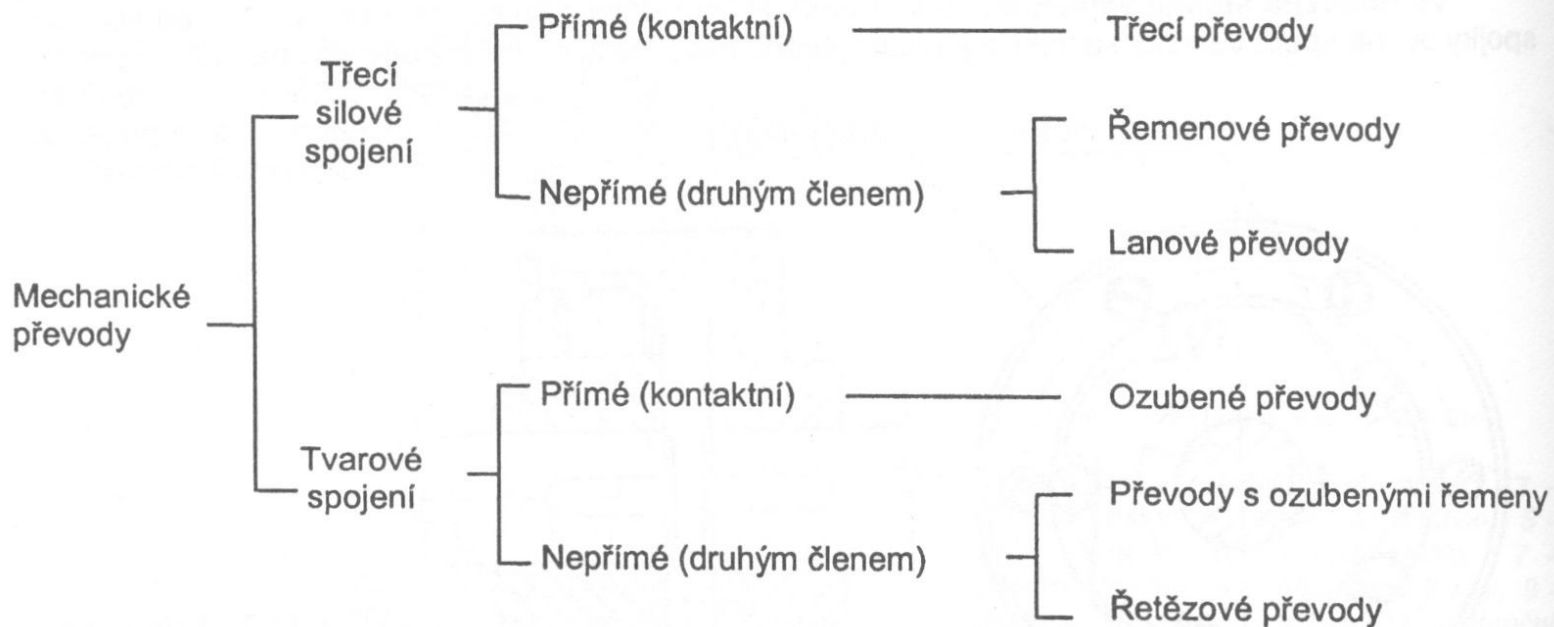 spojky
Přímé (kontaktní)
Třecí převody
Třecí
silové
spojení
Řemenové převody
Nepřímé (druhým členem)
Lanové převody
Mechanické
převody
Přímé (kontaktní)
Ozubené převody
Tvarové
spojení
Převody s ozubenými řemeny
Nepřímé (druhým členem)
Řetězové převody